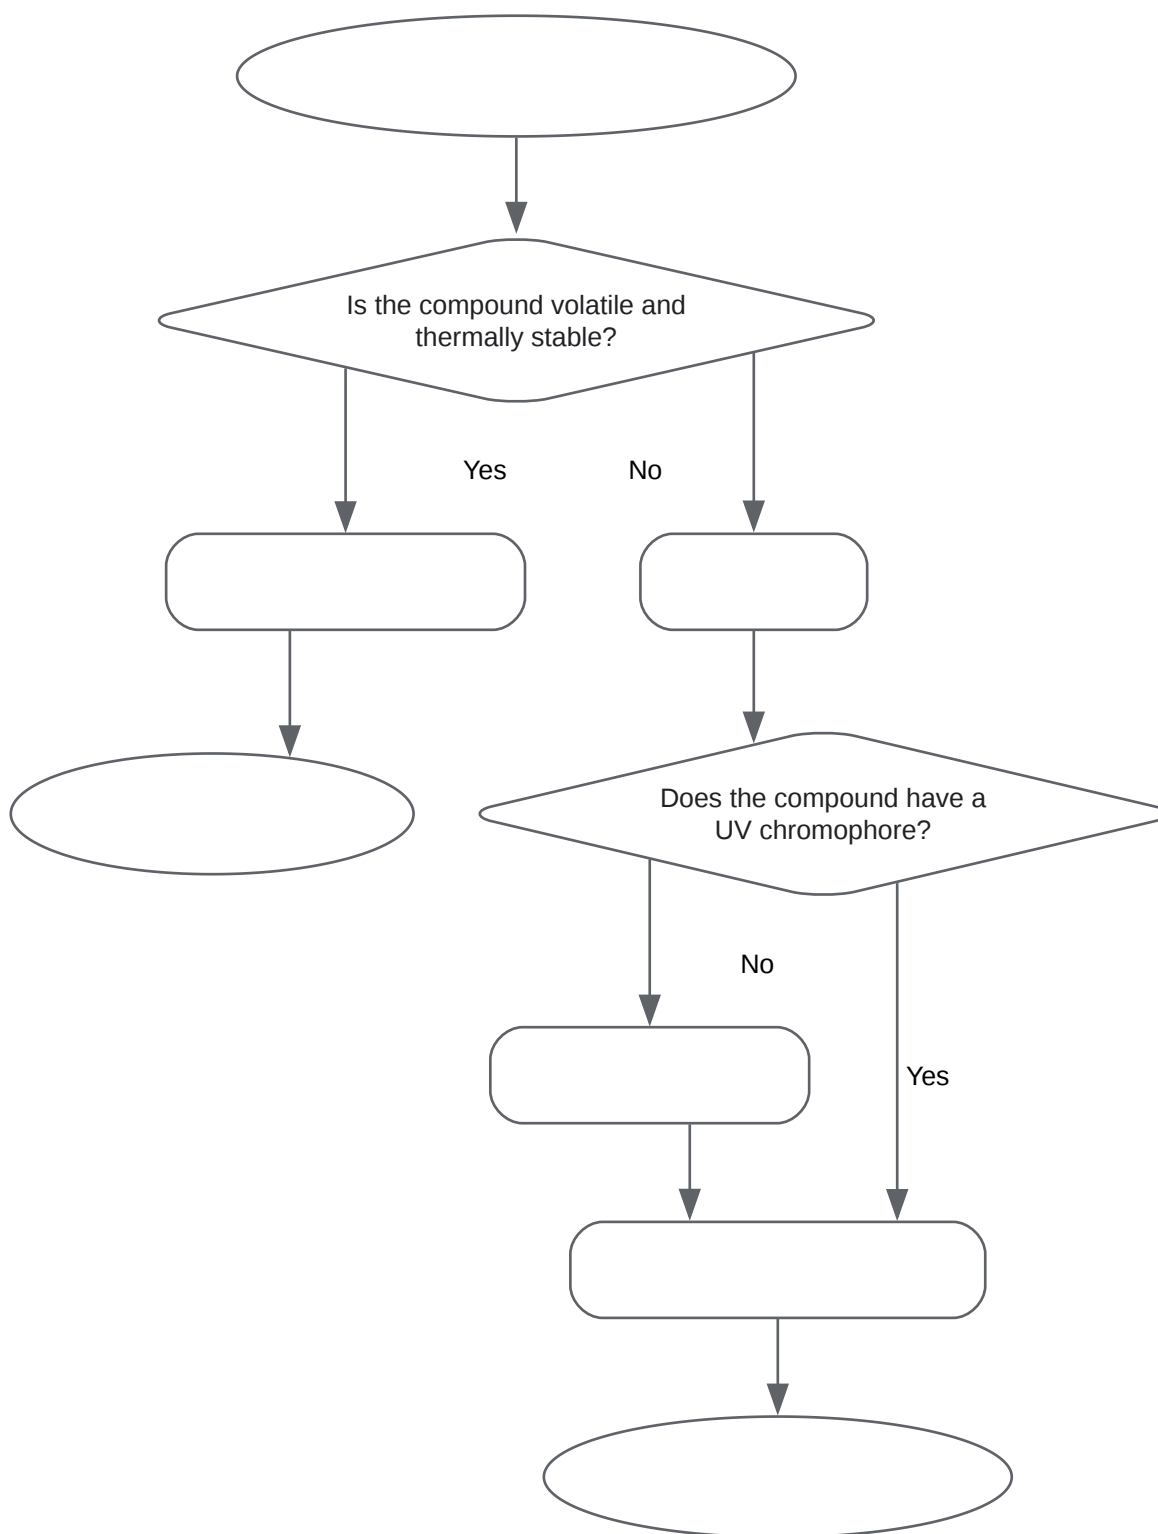 Is the compound volatile and
thermally stable?
Yes
No
Does the compound have a
UV chromophore?
No
Yes